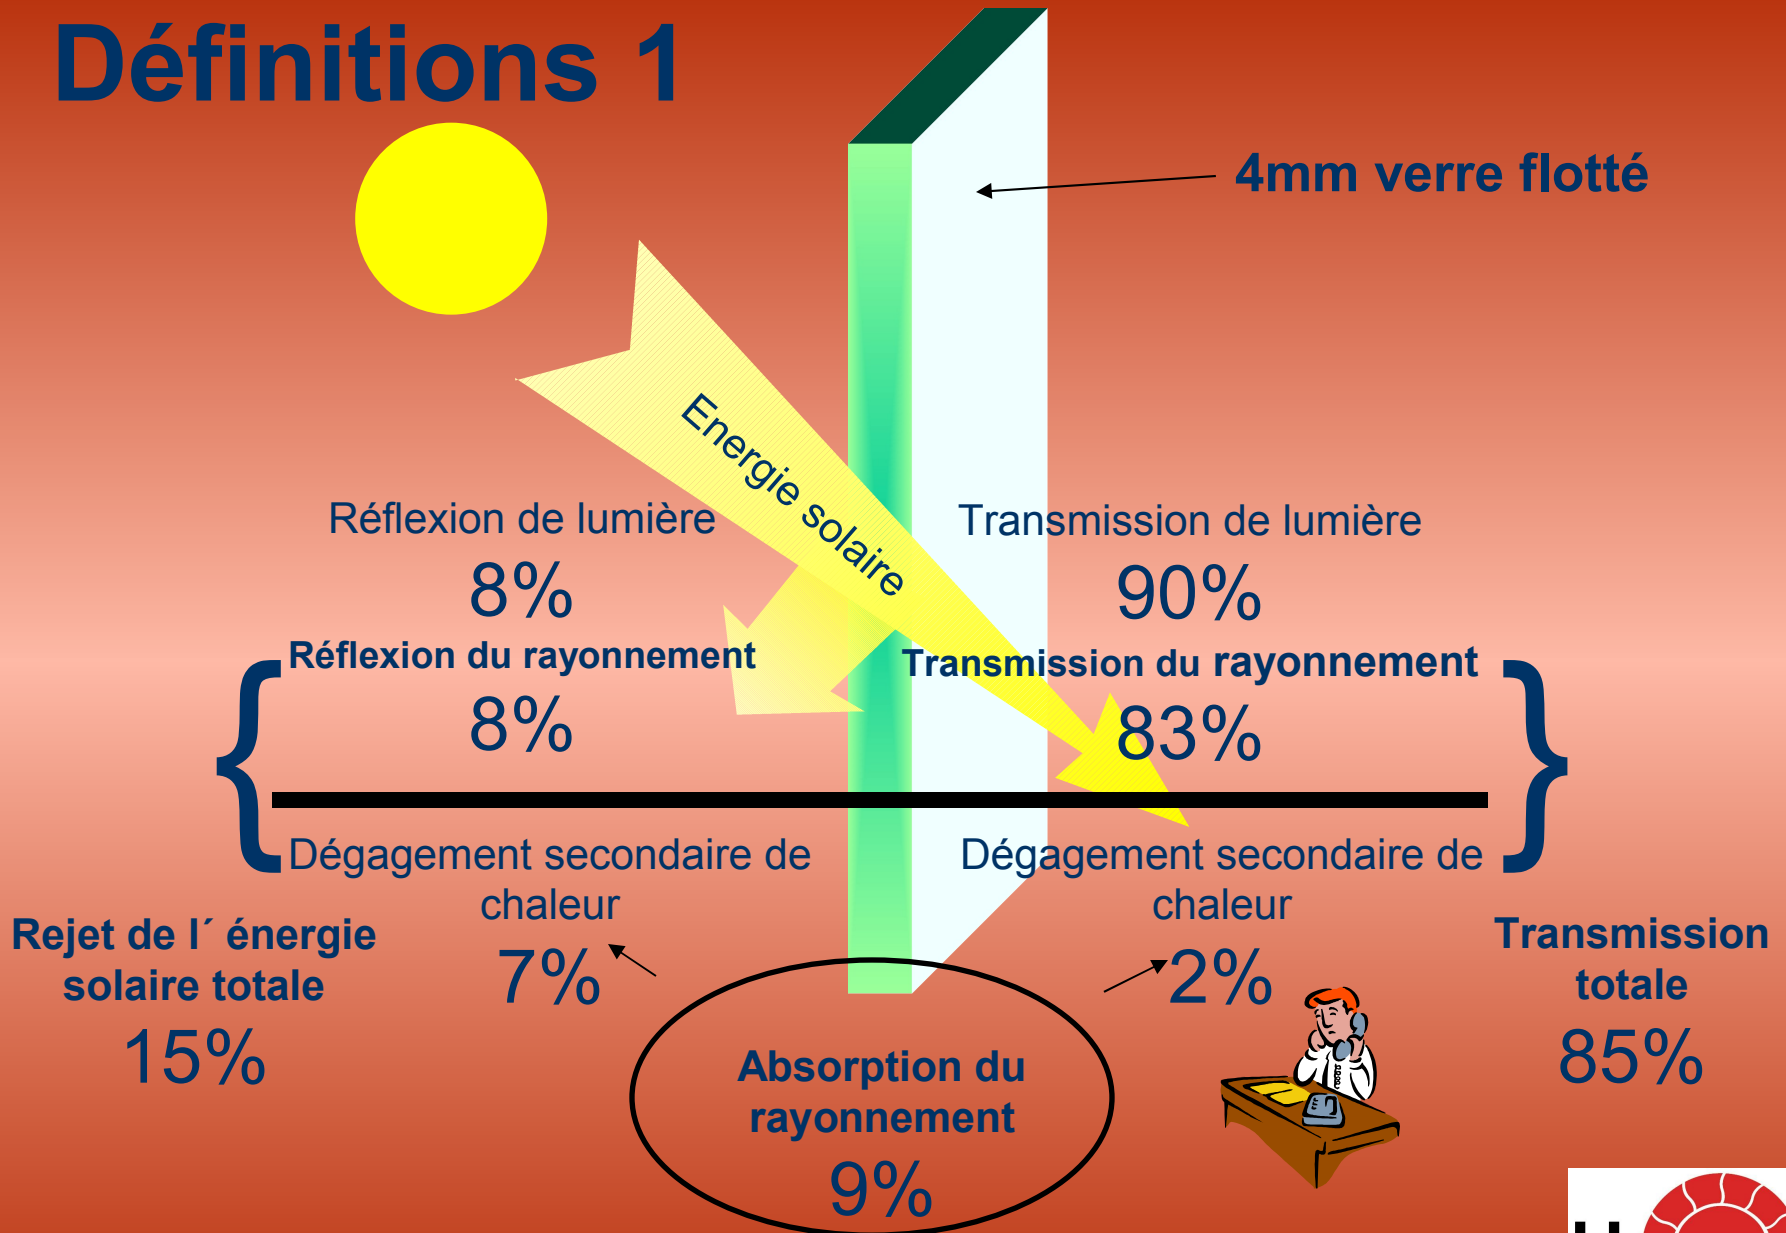 Définitions 1
4mm verre flotté
Energie solaire
Réflexion de lumière
8%
Transmission de lumière
90%
Réflexion du rayonnement
8%
Transmission du rayonnement
83%
Dégagement secondaire de
chaleur
7%
Dégagement secondaire de
chaleur
2%
Rejet de l´ énergie
solaire totale
15%
Transmission
totale
85%
Absorption du
rayonnement
9%